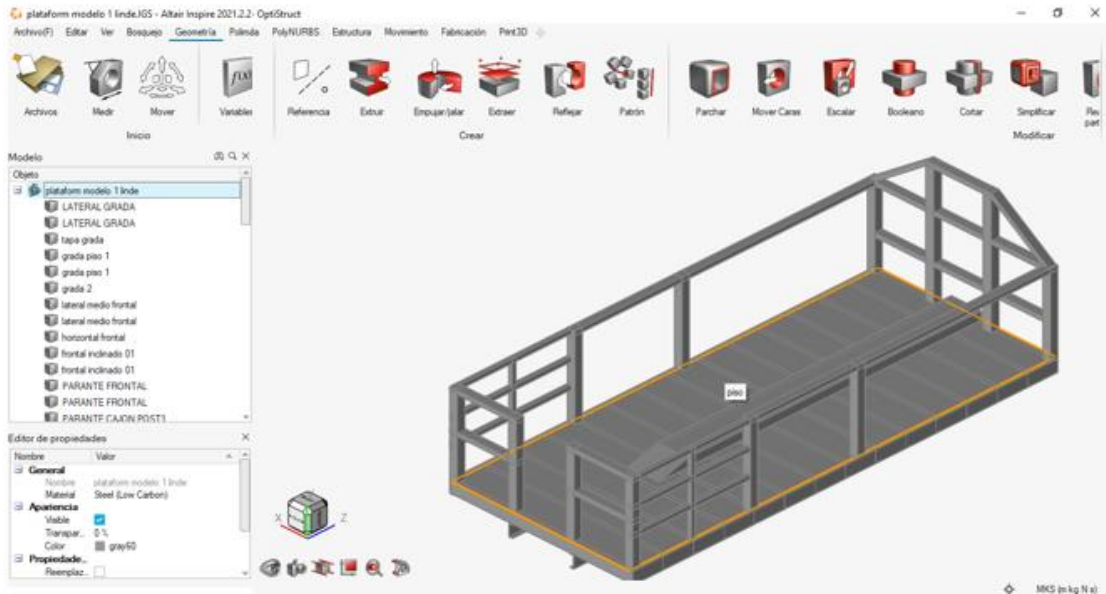 plataform modelo 1 linde.IGS - Altair Inspire 2021.2.2- OptiStruct
Archivo(F) Editar Ver Bosquejo Geometría Polimalla PolyNURBS Estructura Movimiento Fabricación Print3D
Archivos Medir Mover Variables Referencia Extruir Empujar/jalar Extraer Reflejar Patrón Parchar Mover Caras Escalar Booleano Cortar Simplificar
Inicio Crear Modificar
Modelo
Objeto
plataform modelo 1 linde
LATERAL GRADA
LATERAL GRADA
tapa grada
grada piso 1
grada piso 1
grada 2
lateral medio frontal
lateral medio frontal
horizontal frontal
frontal inclinado 01
frontal inclinado 01
PARANTE FRONTAL
PARANTE FRONTAL
PARANTE CAJON POST1
piso
Editor de propiedades
Nombre Valor
General
Nombre plataform modelo 1 linde
Material Steel (Low Carbon)
Apariencia
Visible
Transpar... 0 %
Color gray60
Propiedade...
Reemplaz...
X Z
MKS (m kg N s)